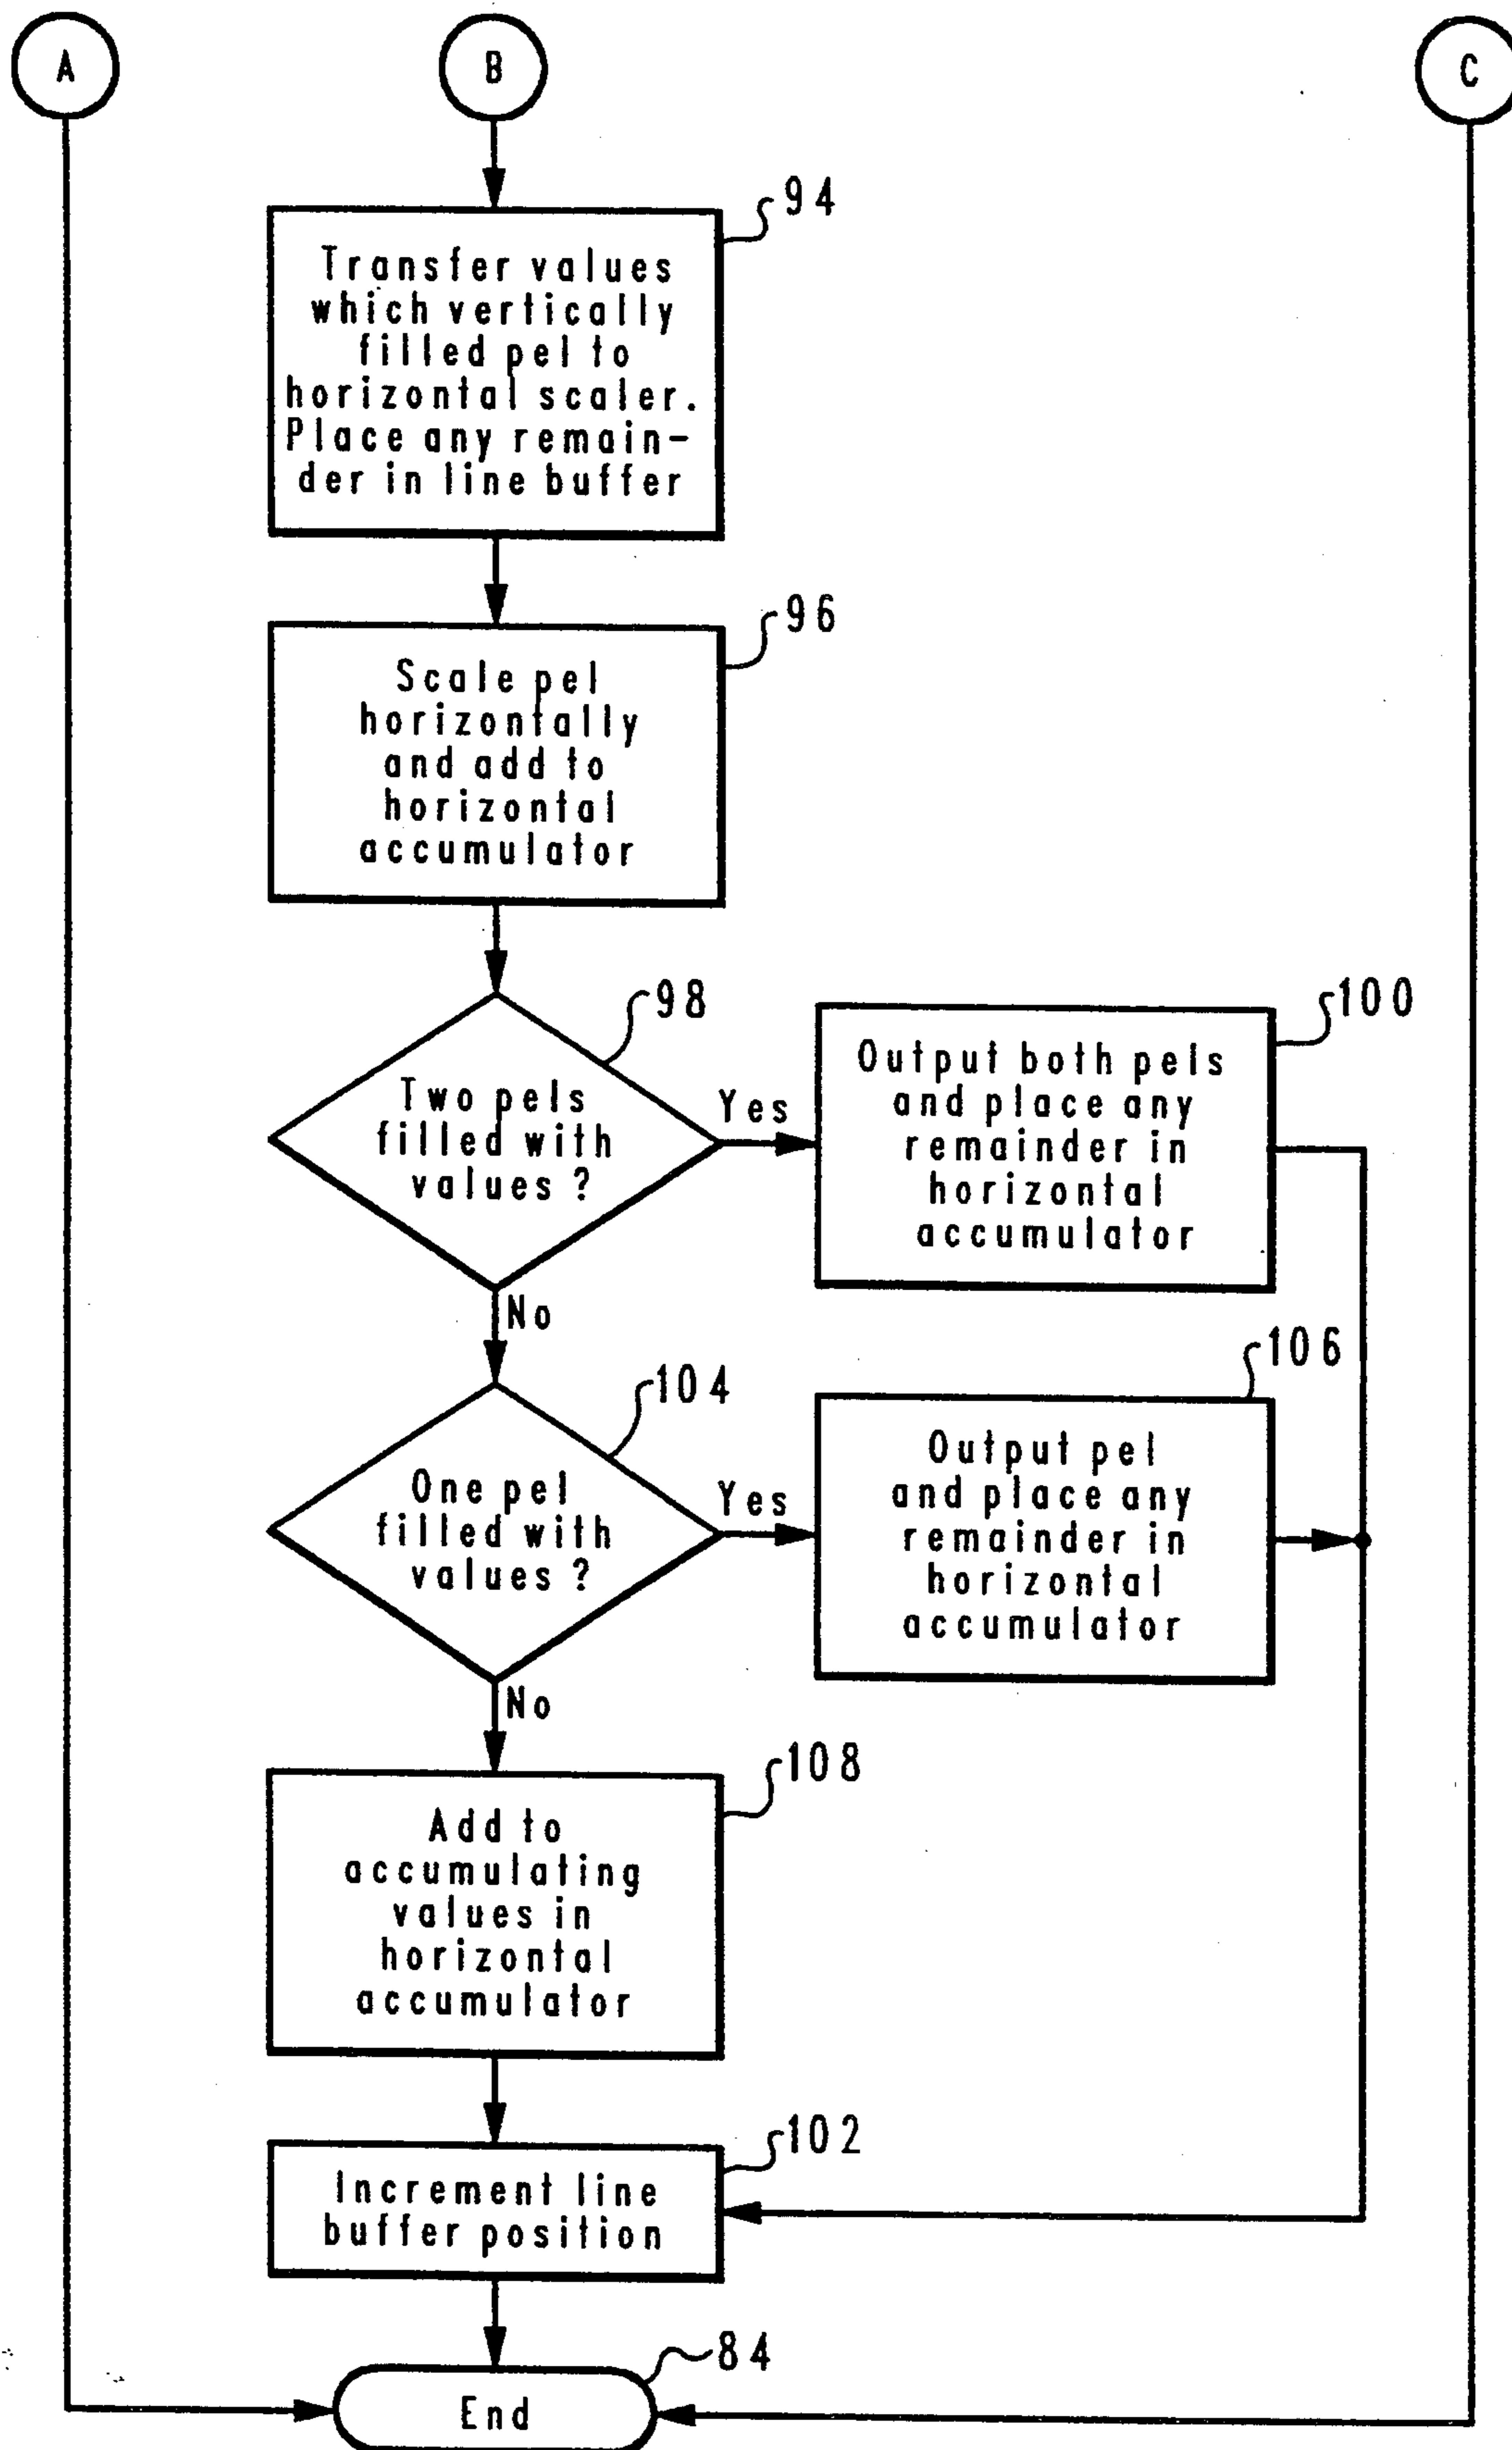 A
B
C
94
Transfer values
which vertically
filled pel to
horizontal scaler.
Place any remain-
der in line buffer
96
Scale pel
horizontally
and add to
horizontal
accumulator
98
Two pels
filled with
values ?
Yes
100
Output both pels
and place any
remainder in
horizontal
accumulator
No
104
One pel
filled with
values ?
Yes
106
Output pel
and place any
remainder in
horizontal
accumulator
No
108
Add to
accumulating
values in
horizontal
accumulator
102
Increment line
buffer position
84
End